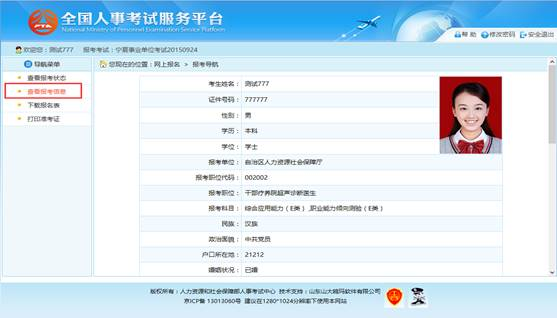 全国人事考试服务平台
National Ministry of Personnel Examination Service Platform
PTA
帮 助 修改密码 安全退出
欢迎您：测试777 报考考试：宁夏事业单位考试20150924
导航菜单
您现在的位置：网上报名 > 报考导航
查看报考状态
查看报考信息
下载报名表
打印准考证
考生姓名： 测试777
证件号码： 777777
性别： 男
学历： 本科
学位： 学士
报考单位： 自治区人力资源社会保障厅
报考职位代码： 002002
报考职位： 干部疗养院超声诊断医生
报考科目： 综合应用能力（E类）,职业能力倾向测验（E类）
民族： 汉族
政治面貌： 中共党员
户口所在地： 21212
婚姻状况： 已婚
版权所有：人力资源和社会保障部人事考试中心 技术支持：山东山大鸥玛软件有限公司
京ICP备 13013060号 建议在1280*1024分辨率下使用本网站